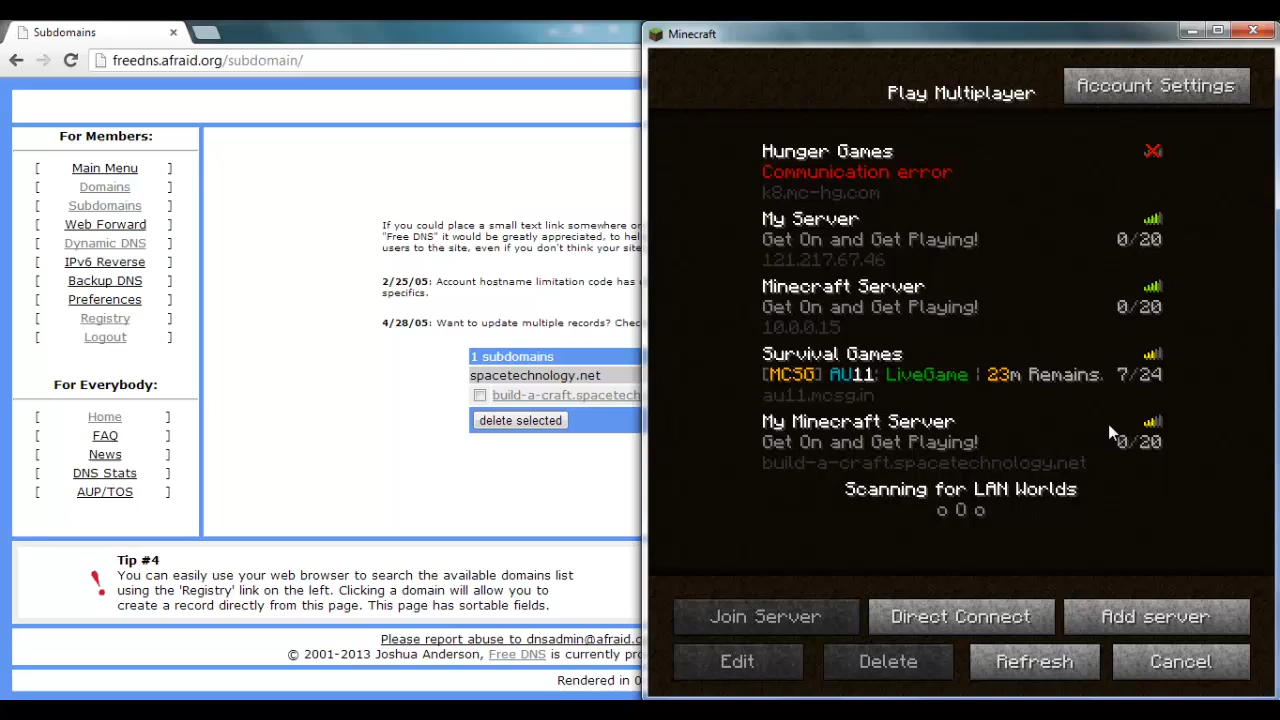 Subdomains
freedns.afraid.org/subdomain/
For Members:
[ Main Menu ]
[ Domains ]
[ Subdomains ]
[ Web Forward ]
[ Dynamic DNS ]
[ IPv6 Reverse ]
[ Backup DNS ]
[ Preferences ]
[ Registry ]
[ Logout ]
For Everybody:
[ Home ]
[ FAQ ]
[ News ]
[ DNS Stats ]
[ AUP/TOS ]
If you could place a small text link somewhere or
"Free DNS" it would be greatly appreciated, to hel
users to the site, even if you don't think your site
2/25/05: Account hostname limitation code has
specifics.
4/28/05: Want to update multiple records? Chec
1 subdomains
spacetechnology.net
build-a-craft.spacetech
delete selected
Tip #4
You can easily use your web browser to search the available domains list
using the 'Registry' link on the left. Clicking a domain will allow you to
create a record directly from this page. This page has sortable fields.
Please report abuse to dnsadmin@afraid.o
© 2001-2013 Joshua Anderson, Free DNS is currently pro
Rendered in 0
Minecraft
Play Multiplayer
Account Settings
Hunger Games
Communication error
k8.mc-hg.com
My Server
Get On and Get Playing! 0/20
121.217.67.46
Minecraft Server
Get On and Get Playing! 0/20
10.0.0.15
Survival Games
[MCSG] AU11: LiveGame | 23m Remains. 7/24
au11.mcsg.in
My Minecraft Server
Get On and Get Playing! 0/20
build-a-craft.spacetechnology.net
Scanning for LAN Worlds
o O o
Join Server
Direct Connect
Add server
Edit
Delete
Refresh
Cancel